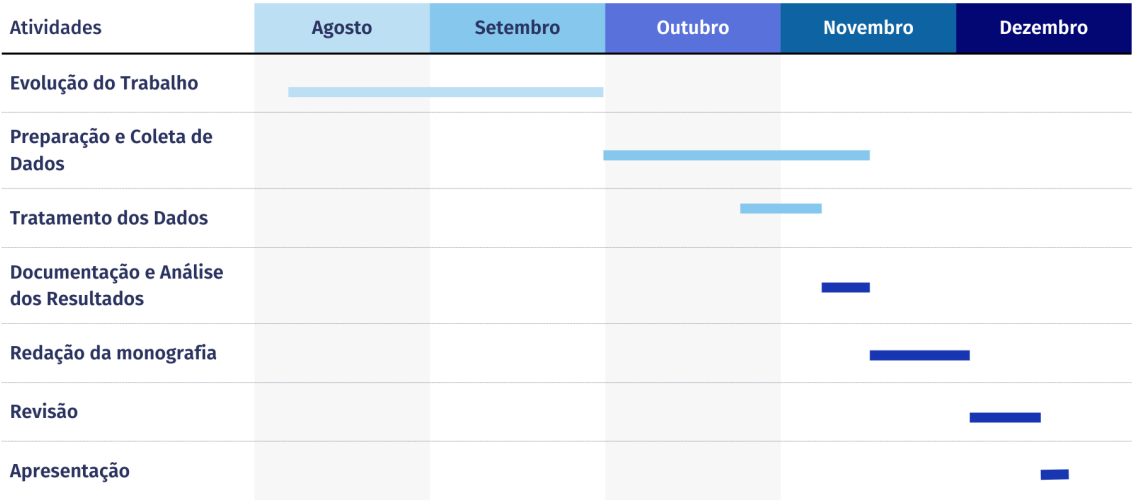 Atividades Agosto Setembro Outubro Novembro Dezembro
Evolução do Trabalho
Preparação e Coleta de
Dados
Tratamento dos Dados
Documentação e Análise
dos Resultados
Redação da monografia
Revisão
Apresentação